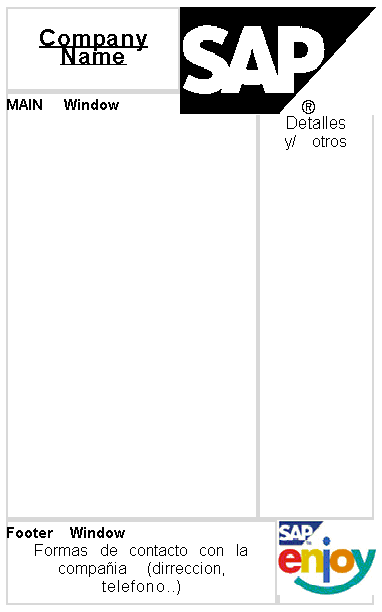 Company
Name
SAP
®
MAIN Window
Detalles
y/ otros
Footer Window
Formas de contacto con la
compañia (dirreccion,
telefono..)
SAP
enjoy